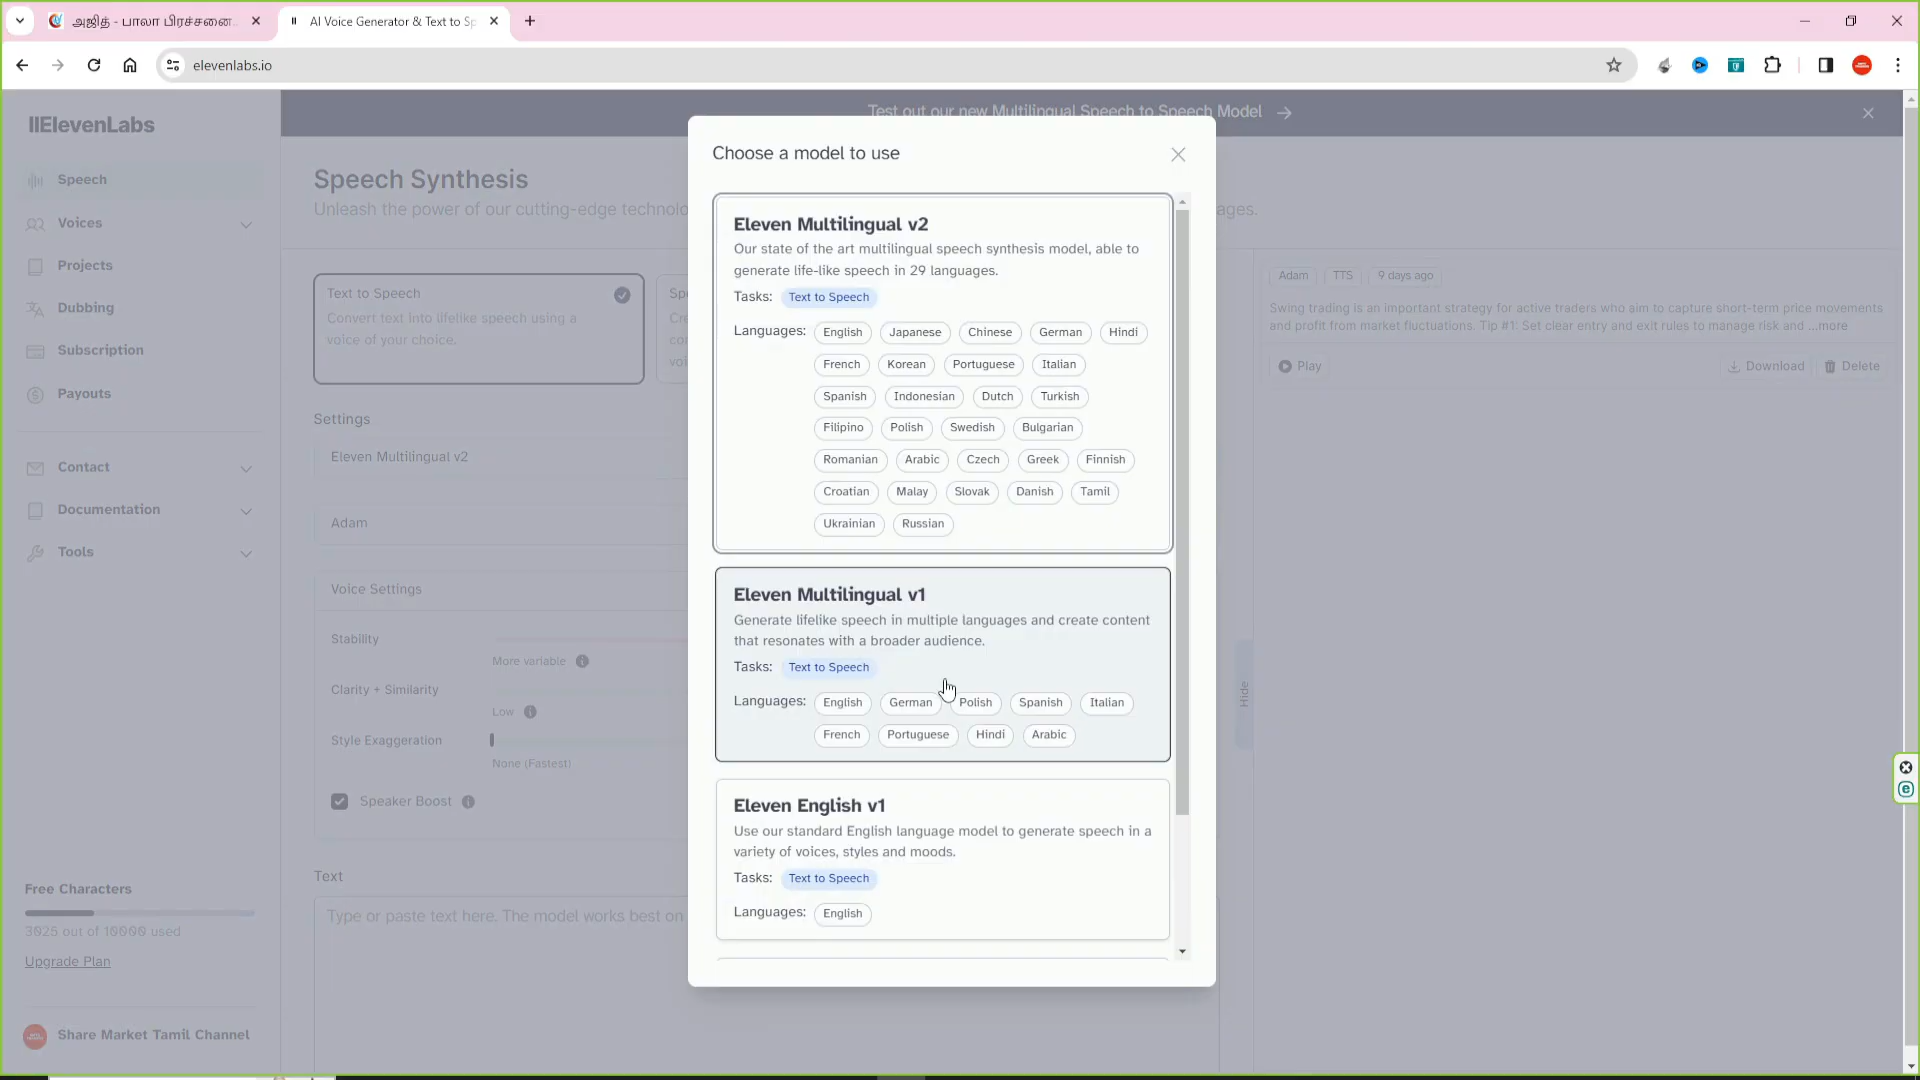 அஜித் - பாலா பிரச்சனை
AI Voice Generator & Text to Sp
elevenlabs.io
IIElevenLabs
Test out our new Multilingual Speech to Speech Model
Speech
Voices
Projects
Dubbing
Subscription
Payouts
Contact
Documentation
Tools
Free Characters
3025 out of 10000 used
Upgrade Plan
Share Market Tamil Channel
Speech Synthesis
Unleash the power of our cutting-edge technolo
ages.
Text to Speech
Convert text into lifelike speech using a
voice of your choice.
Spe
Cre
con
voi
Settings
Eleven Multilingual v2
Adam
Voice Settings
Stability
More variable
Clarity + Similarity
Low
Style Exaggeration
None (Fastest)
Speaker Boost
Text
Type or paste text here. The model works best on
Choose a model to use
Eleven Multilingual v2
Our state of the art multilingual speech synthesis model, able to
generate life-like speech in 29 languages.
Tasks: Text to Speech
Languages: English Japanese Chinese German Hindi
French Korean Portuguese Italian
Spanish Indonesian Dutch Turkish
Filipino Polish Swedish Bulgarian
Romanian Arabic Czech Greek Finnish
Croatian Malay Slovak Danish Tamil
Ukrainian Russian
Eleven Multilingual v1
Generate lifelike speech in multiple languages and create content
that resonates with a broader audience.
Tasks: Text to Speech
Languages: English German Polish Spanish Italian
French Portuguese Hindi Arabic
Eleven English v1
Use our standard English language model to generate speech in a
variety of voices, styles and moods.
Tasks: Text to Speech
Languages: English
Hide
Adam TTS 9 days ago
Swing trading is an important strategy for active traders who aim to capture short-term price movements
and profit from market fluctuations. Tip #1: Set clear entry and exit rules to manage risk and ...more
Play
Download
Delete